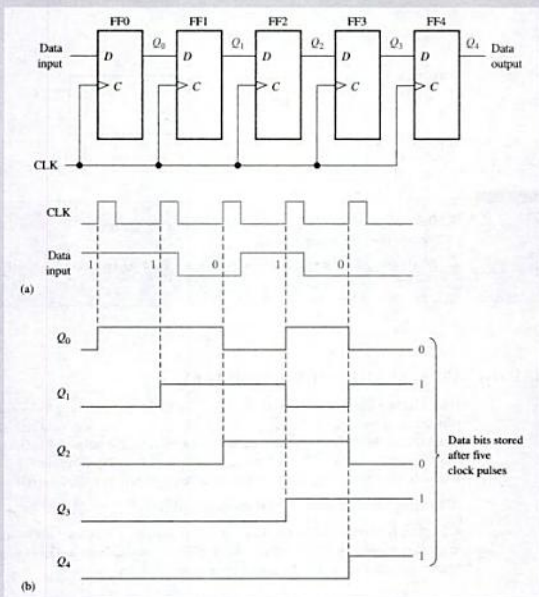 FF0 FF1 FF2 FF3 FF4
Data input D Q0 D Q1 D Q2 D Q3 D Q4 Data output
C C C C C
CLK
CLK
Data input 1 1 0 1 0
(a)
Q0 0
Q1 1
Q2 0
Data bits stored
after five
clock pulses
Q3 1
Q4 1
(b)